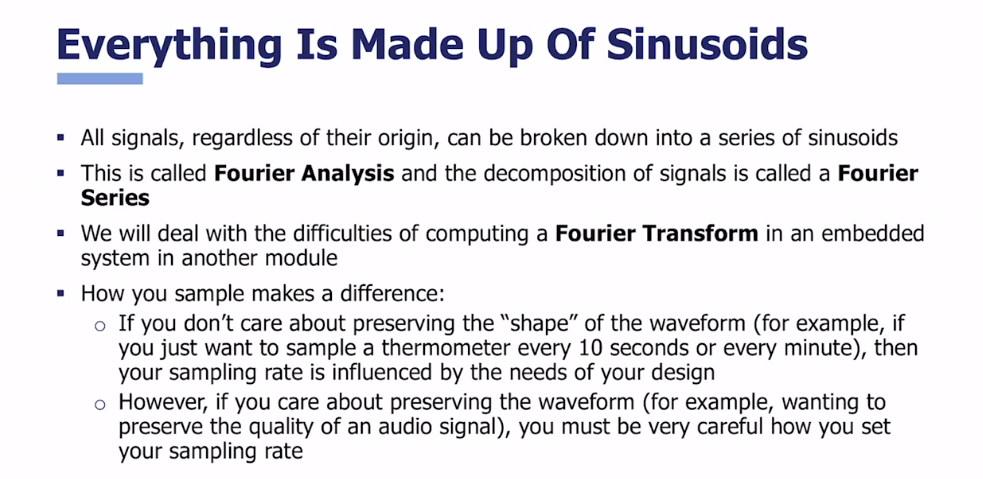 Everything Is Made Up Of Sinusoids
▪ All signals, regardless of their origin, can be broken down into a series of sinusoids
▪ This is called Fourier Analysis and the decomposition of signals is called a Fourier
Series
▪ We will deal with the difficulties of computing a Fourier Transform in an embedded
system in another module
▪ How you sample makes a difference:
o If you don’t care about preserving the “shape” of the waveform (for example, if
you just want to sample a thermometer every 10 seconds or every minute), then
your sampling rate is influenced by the needs of your design
o However, if you care about preserving the waveform (for example, wanting to
preserve the quality of an audio signal), you must be very careful how you set
your sampling rate